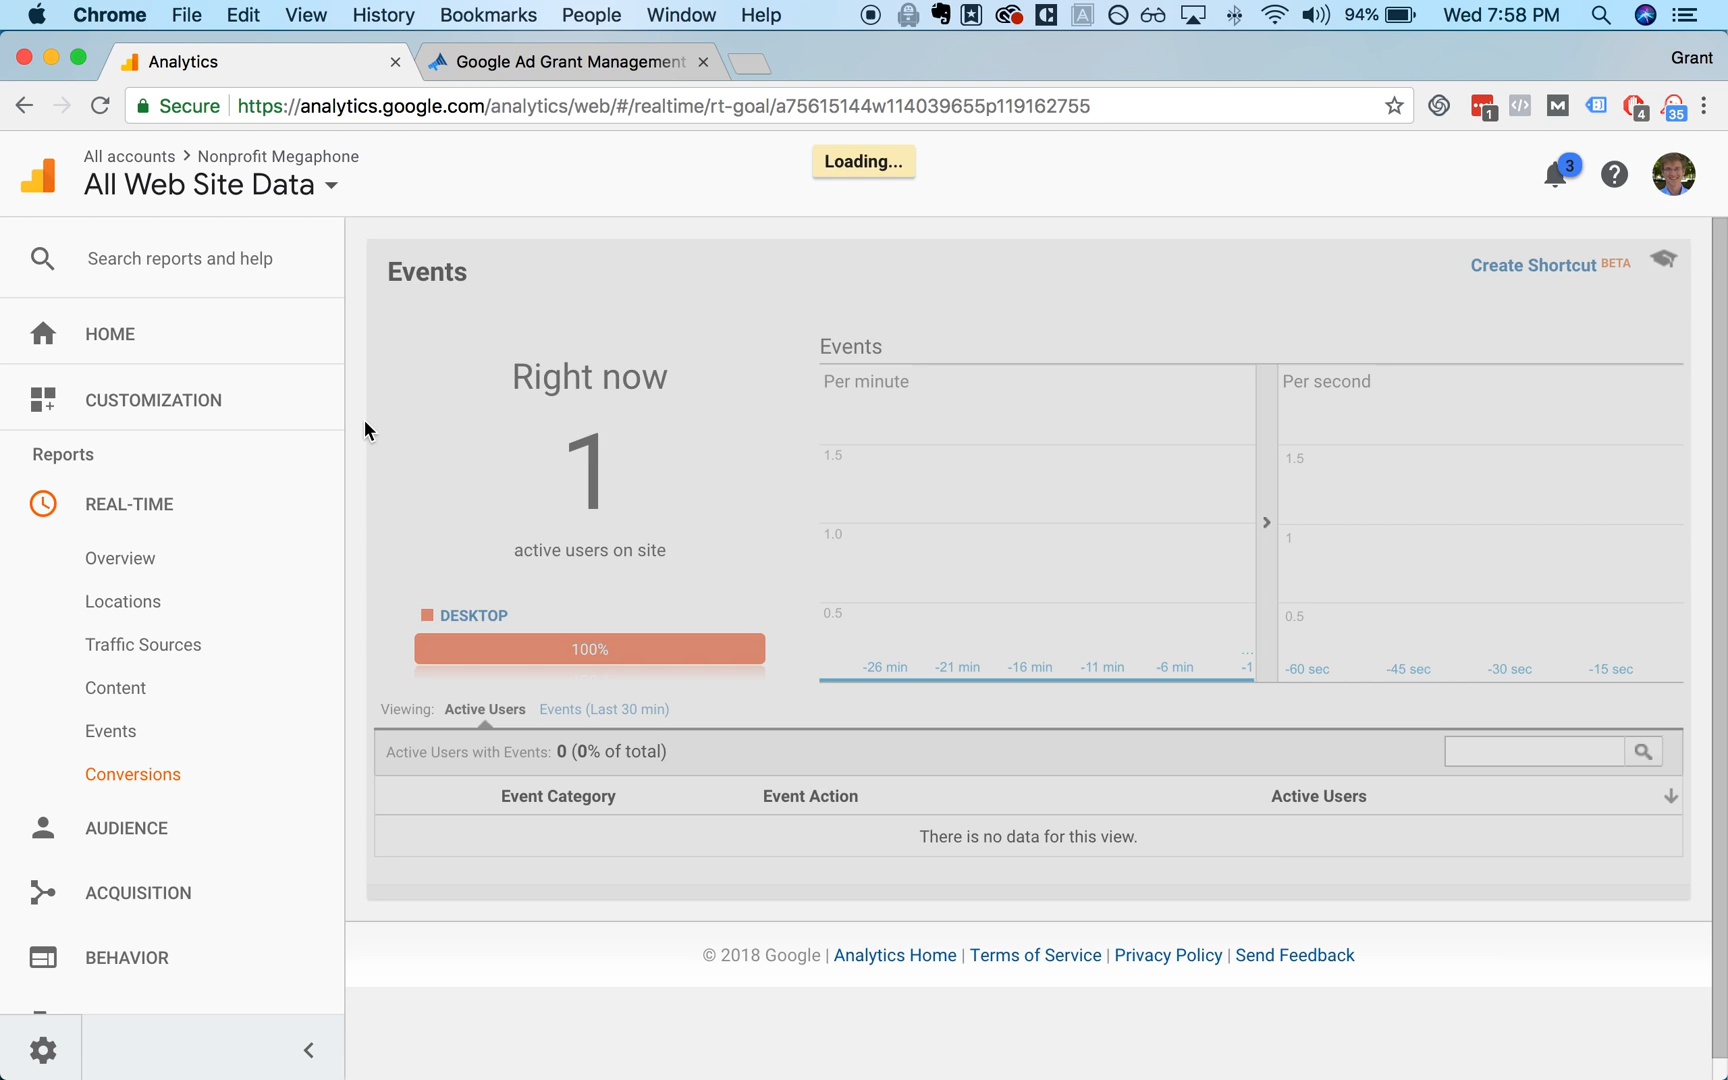 Chrome File Edit View History Bookmarks People Window Help 94% Wed 7:58 PM
Analytics Google Ad Grant Management Grant
Secure https://analytics.google.com/analytics/web/#/realtime/rt-goal/a75615144w114039655p119162755 1 4 35
All accounts > Nonprofit Megaphone
All Web Site Data
Loading...
3
Search reports and help
HOME
CUSTOMIZATION
Reports
REAL-TIME
Overview
Locations
Traffic Sources
Content
Events
Conversions
AUDIENCE
ACQUISITION
BEHAVIOR
Events
Create Shortcut BETA
Right now
1
active users on site
DESKTOP
100%
Events
Per minute
1.5
1.0
0.5
-26 min -21 min -16 min -11 min -6 min -1
...
Per second
1.5
1
0.5
-60 sec -45 sec -30 sec -15 sec
Viewing: Active Users Events (Last 30 min)
Active Users with Events: 0 (0% of total)
Event Category Event Action Active Users
There is no data for this view.
© 2018 Google | Analytics Home | Terms of Service | Privacy Policy | Send Feedback